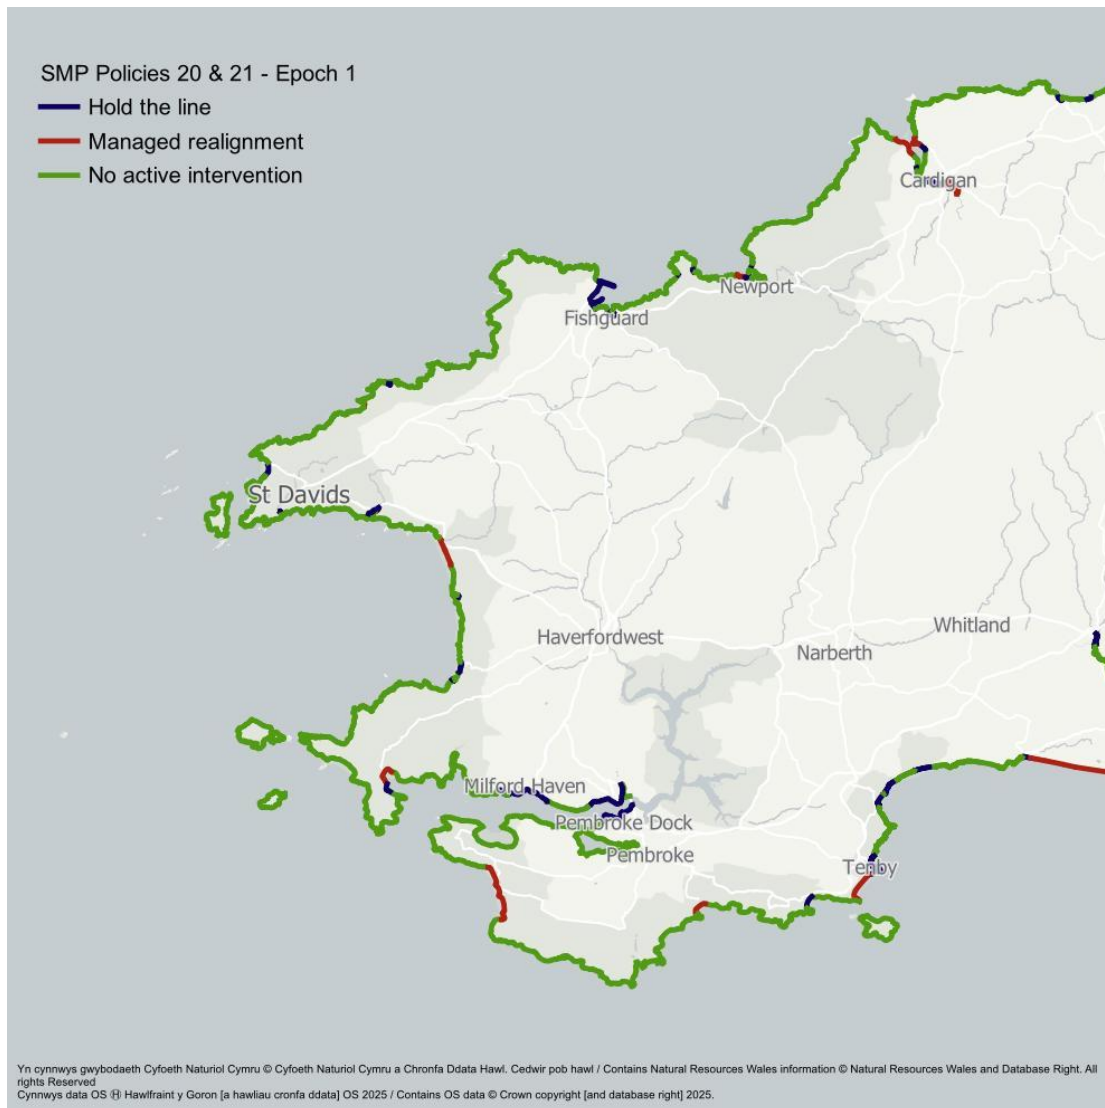 SMP Policies 20 & 21 - Epoch 1
Hold the line
Managed realignment
No active intervention
Cardigan
Newport
Fishguard
St Davids
Whitland
Haverfordwest
Narberth
Milford Haven
Pembroke Dock
Pembroke
Tenby
Yn cynnwys gwybodaeth Cyfoeth Naturiol Cymru © Cyfoeth Naturiol Cymru a Chronfa Ddata Hawl. Cedwir pob hawl / Contains Natural Resources Wales information © Natural Resources Wales and Database Right. All
rights Reserved
Cynnwys data OS Ⓗ Hawlfraint y Goron [a hawliau cronfa ddata] OS 2025 / Contains OS data © Crown copyright [and database right] 2025.